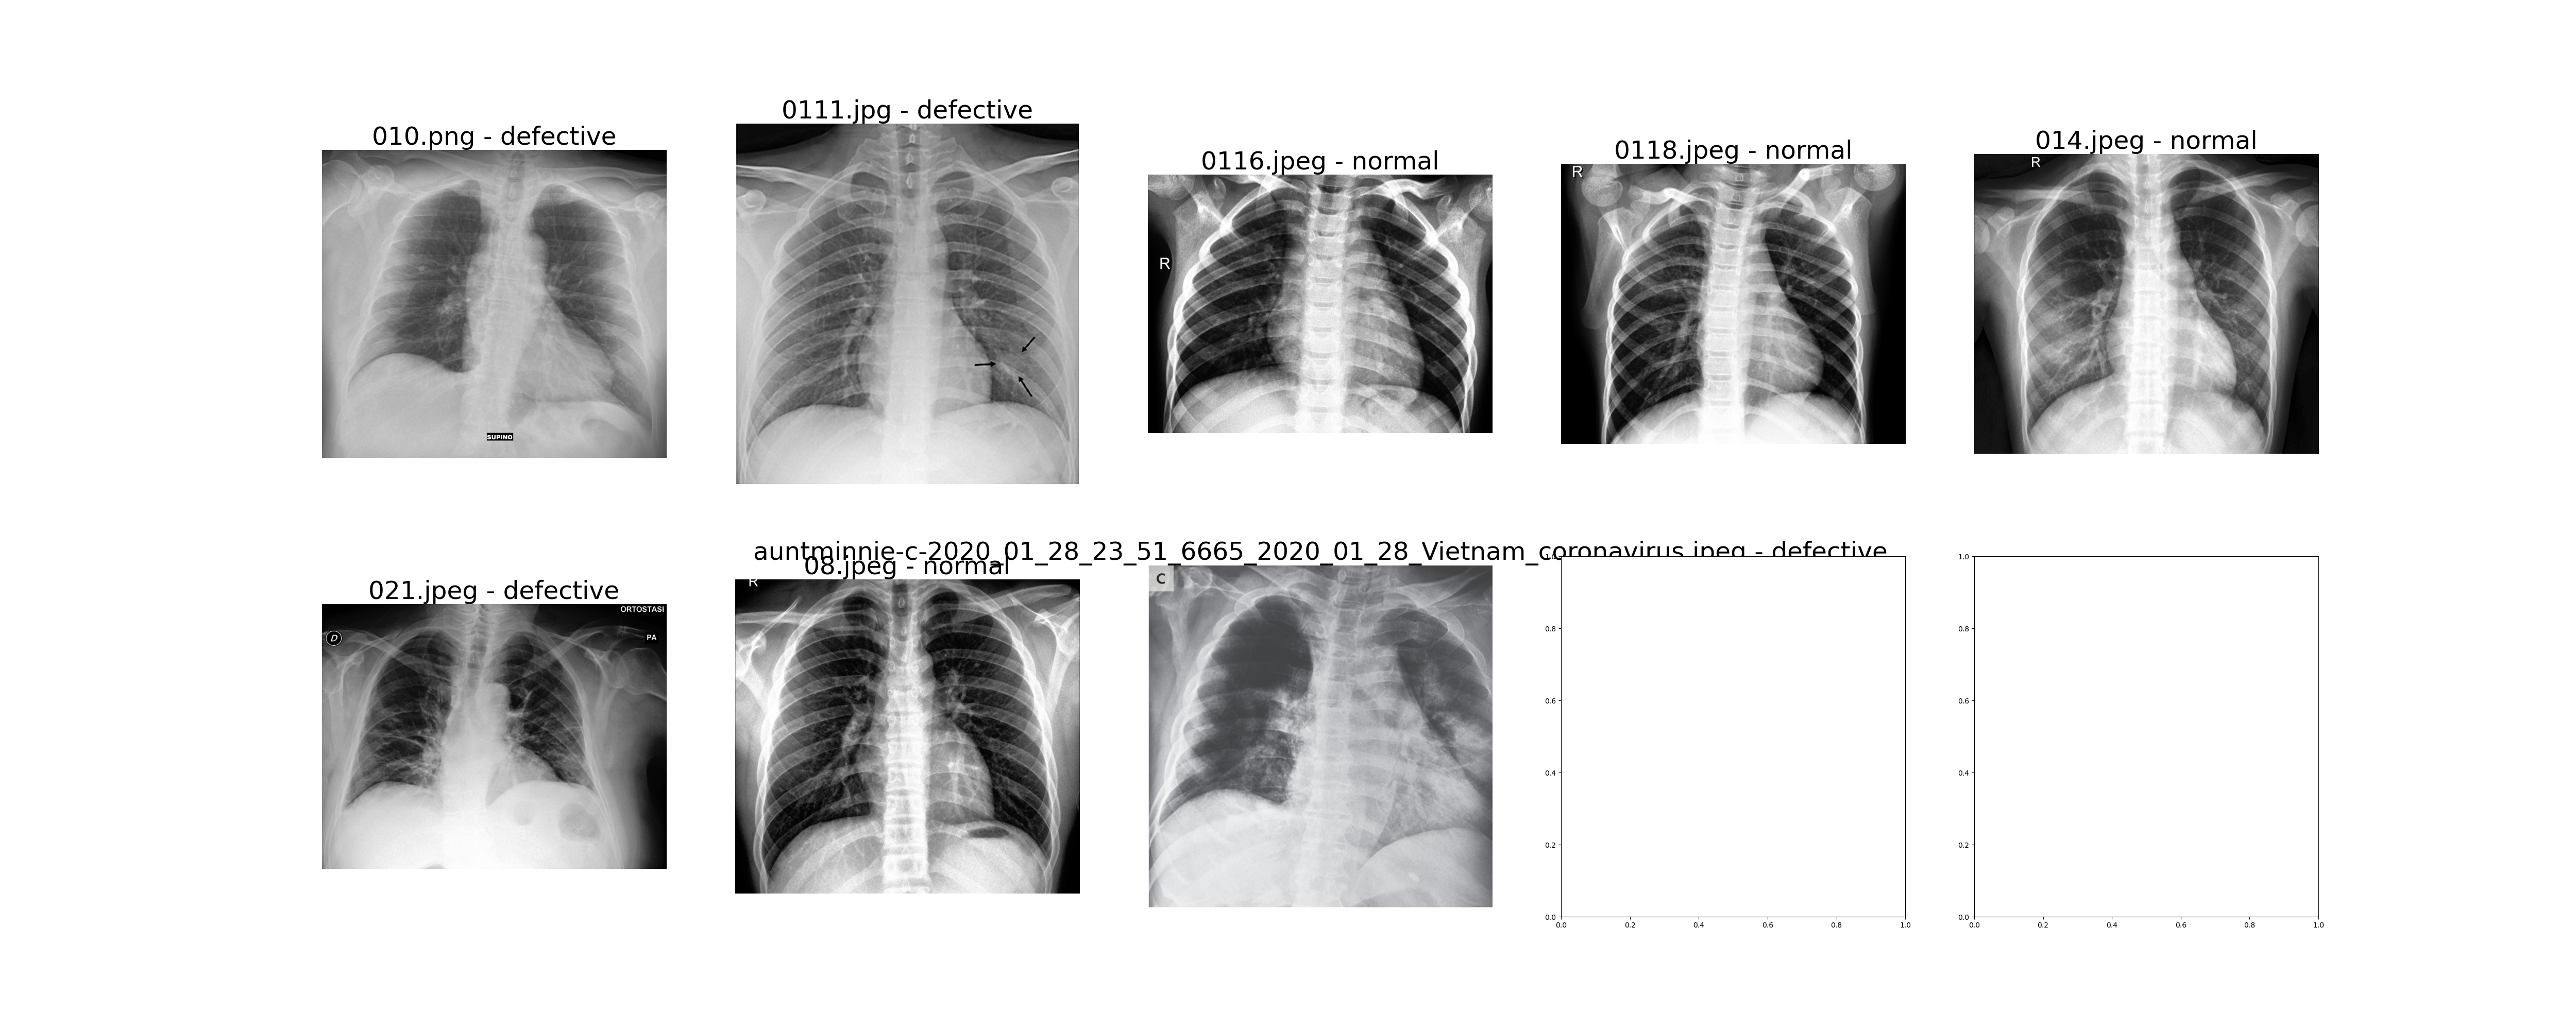 010.png - defective
0111.jpg - defective
0116.jpeg - normal
0118.jpeg - normal
014.jpeg - normal
SUPINO
R
R
R
021.jpeg - defective
08.jpeg - normal
auntminnie-c-2020_01_28_23_51_6665_2020_01_28_Vietnam_coronavirus.jpeg - defective
D
ORTOSTASI
PA
R
C
1.0
0.8
0.6
0.4
0.2
0.0
0.0 0.2 0.4 0.6 0.8 1.0
1.0
0.8
0.6
0.4
0.2
0.0
0.0 0.2 0.4 0.6 0.8 1.0